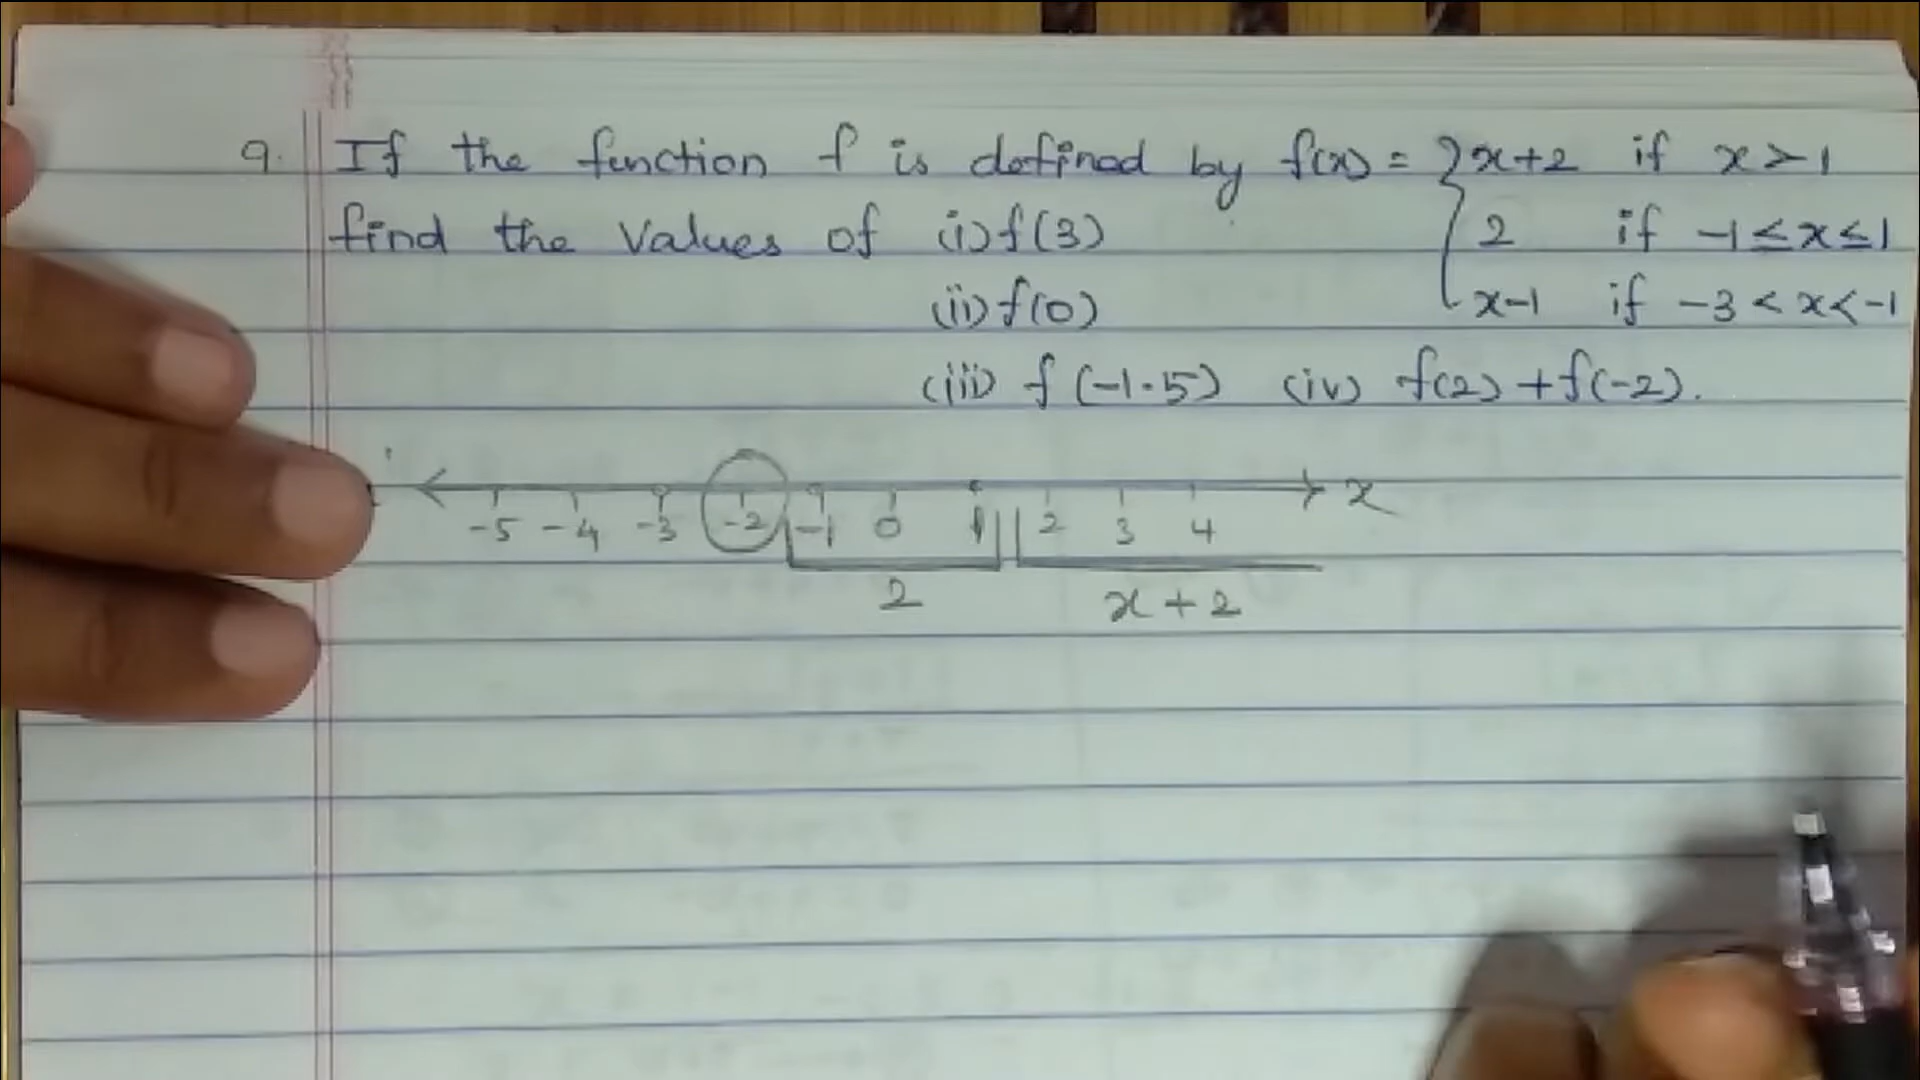 9. If the function f is defined by f(x) = { x+2 if x > 1
find the values of (i) f(3) 2 if -1 ≤ x ≤ 1
(ii) f(0) x-1 if -3 < x < -1
(iii) f(-1.5) (iv) f(2) + f(-2).
-5 -4 -3 -2 -1 0 1 2 3 4 x
2 x + 2